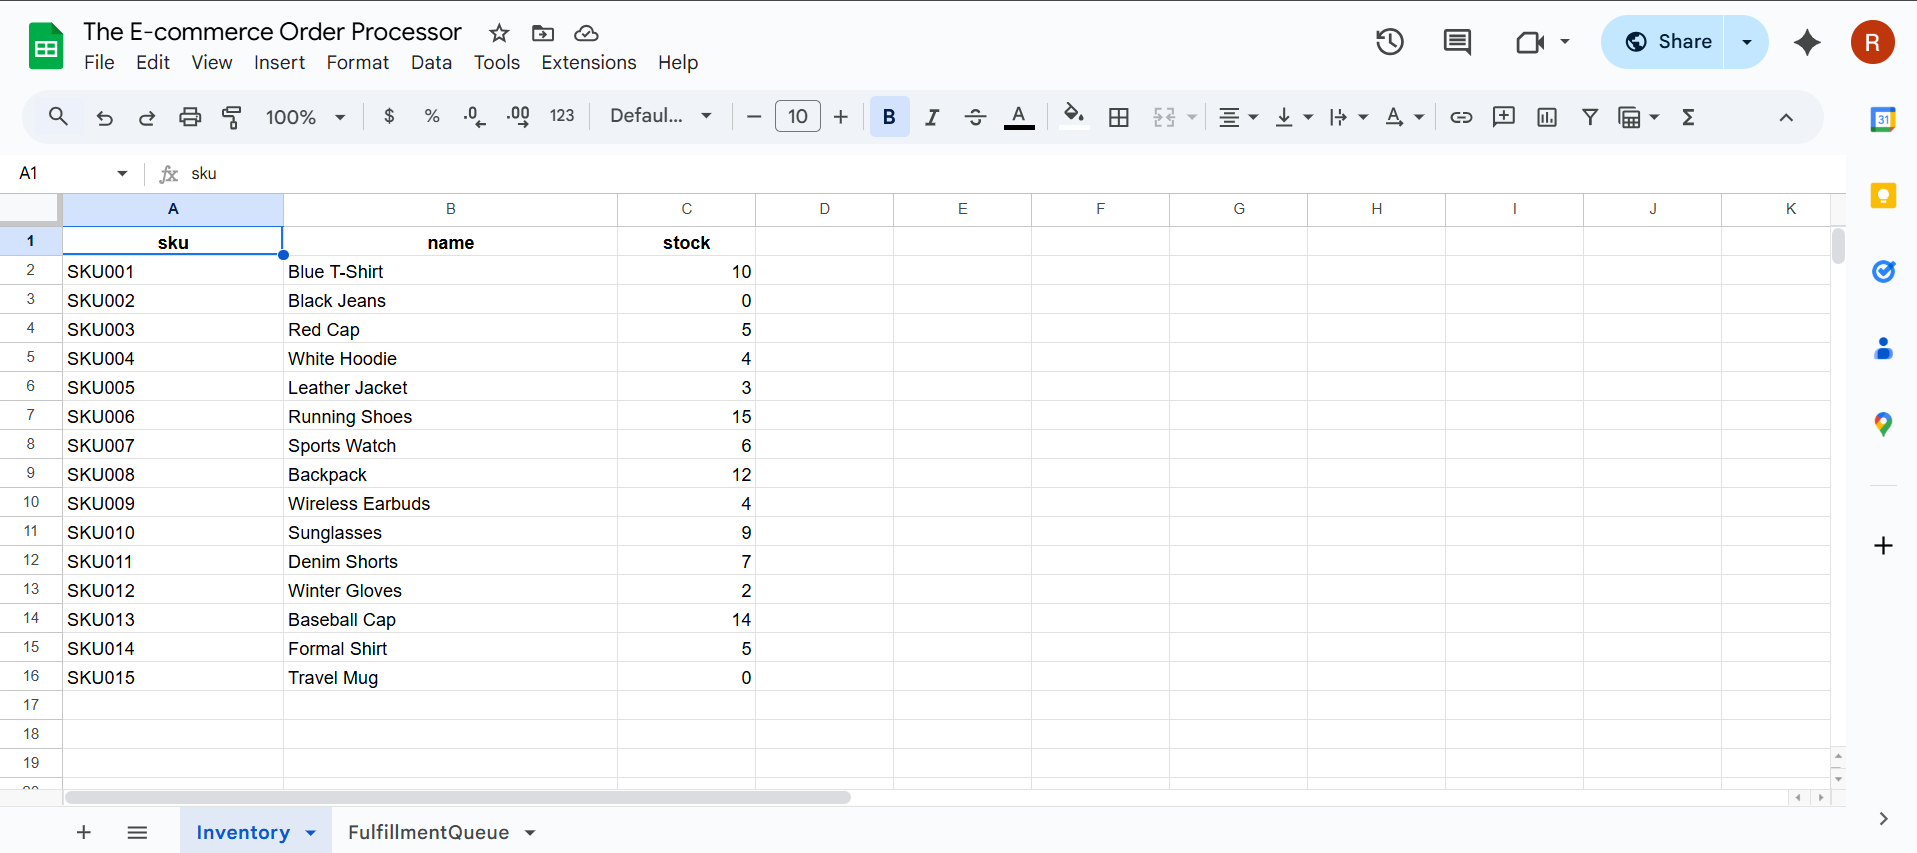 The E-commerce Order Processor
File Edit View Insert Format Data Tools Extensions Help
Share
R
100% $ % .0 .00 123 Defaul... 10 B I A A Σ
31
A1 fx sku
A B C D E F G H I J K
1 sku name stock
2 SKU001 Blue T-Shirt 10
3 SKU002 Black Jeans 0
4 SKU003 Red Cap 5
5 SKU004 White Hoodie 4
6 SKU005 Leather Jacket 3
7 SKU006 Running Shoes 15
8 SKU007 Sports Watch 6
9 SKU008 Backpack 12
10 SKU009 Wireless Earbuds 4
11 SKU010 Sunglasses 9
12 SKU011 Denim Shorts 7
13 SKU012 Winter Gloves 2
14 SKU013 Baseball Cap 14
15 SKU014 Formal Shirt 5
16 SKU015 Travel Mug 0
17
18
19
Inventory FulfillmentQueue